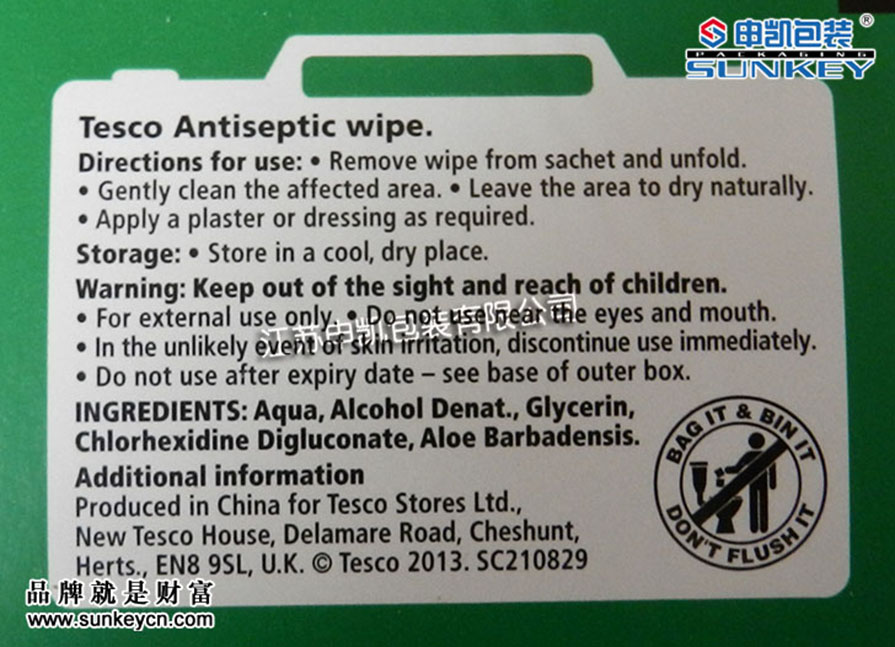 申凯包装®
PACKAGING
SUNKEY
Tesco Antiseptic wipe.
Directions for use: • Remove wipe from sachet and unfold.
• Gently clean the affected area. • Leave the area to dry naturally.
• Apply a plaster or dressing as required.
Storage: • Store in a cool, dry place.
Warning: Keep out of the sight and reach of children.
• For external use only. • Do not use near the eyes and mouth.
江苏申凯包装有限公司
• In the unlikely event of skin irritation, discontinue use immediately.
• Do not use after expiry date – see base of outer box.
INGREDIENTS: Aqua, Alcohol Denat., Glycerin,
Chlorhexidine Digluconate, Aloe Barbadensis.
BAG IT & BIN IT
DON'T FLUSH IT
Additional information
Produced in China for Tesco Stores Ltd.,
New Tesco House, Delamare Road, Cheshunt,
Herts., EN8 9SL, U.K. © Tesco 2013. SC210829
品牌就是财富
www.sunkeycn.com